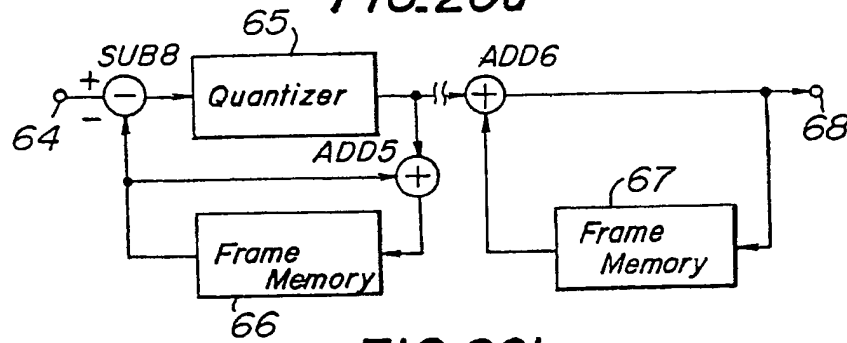 65
SUB8
ADD6
+
−
Quantizer
+
−
64
68
ADD5
+
67
Frame
Memory
Frame
Memory
66